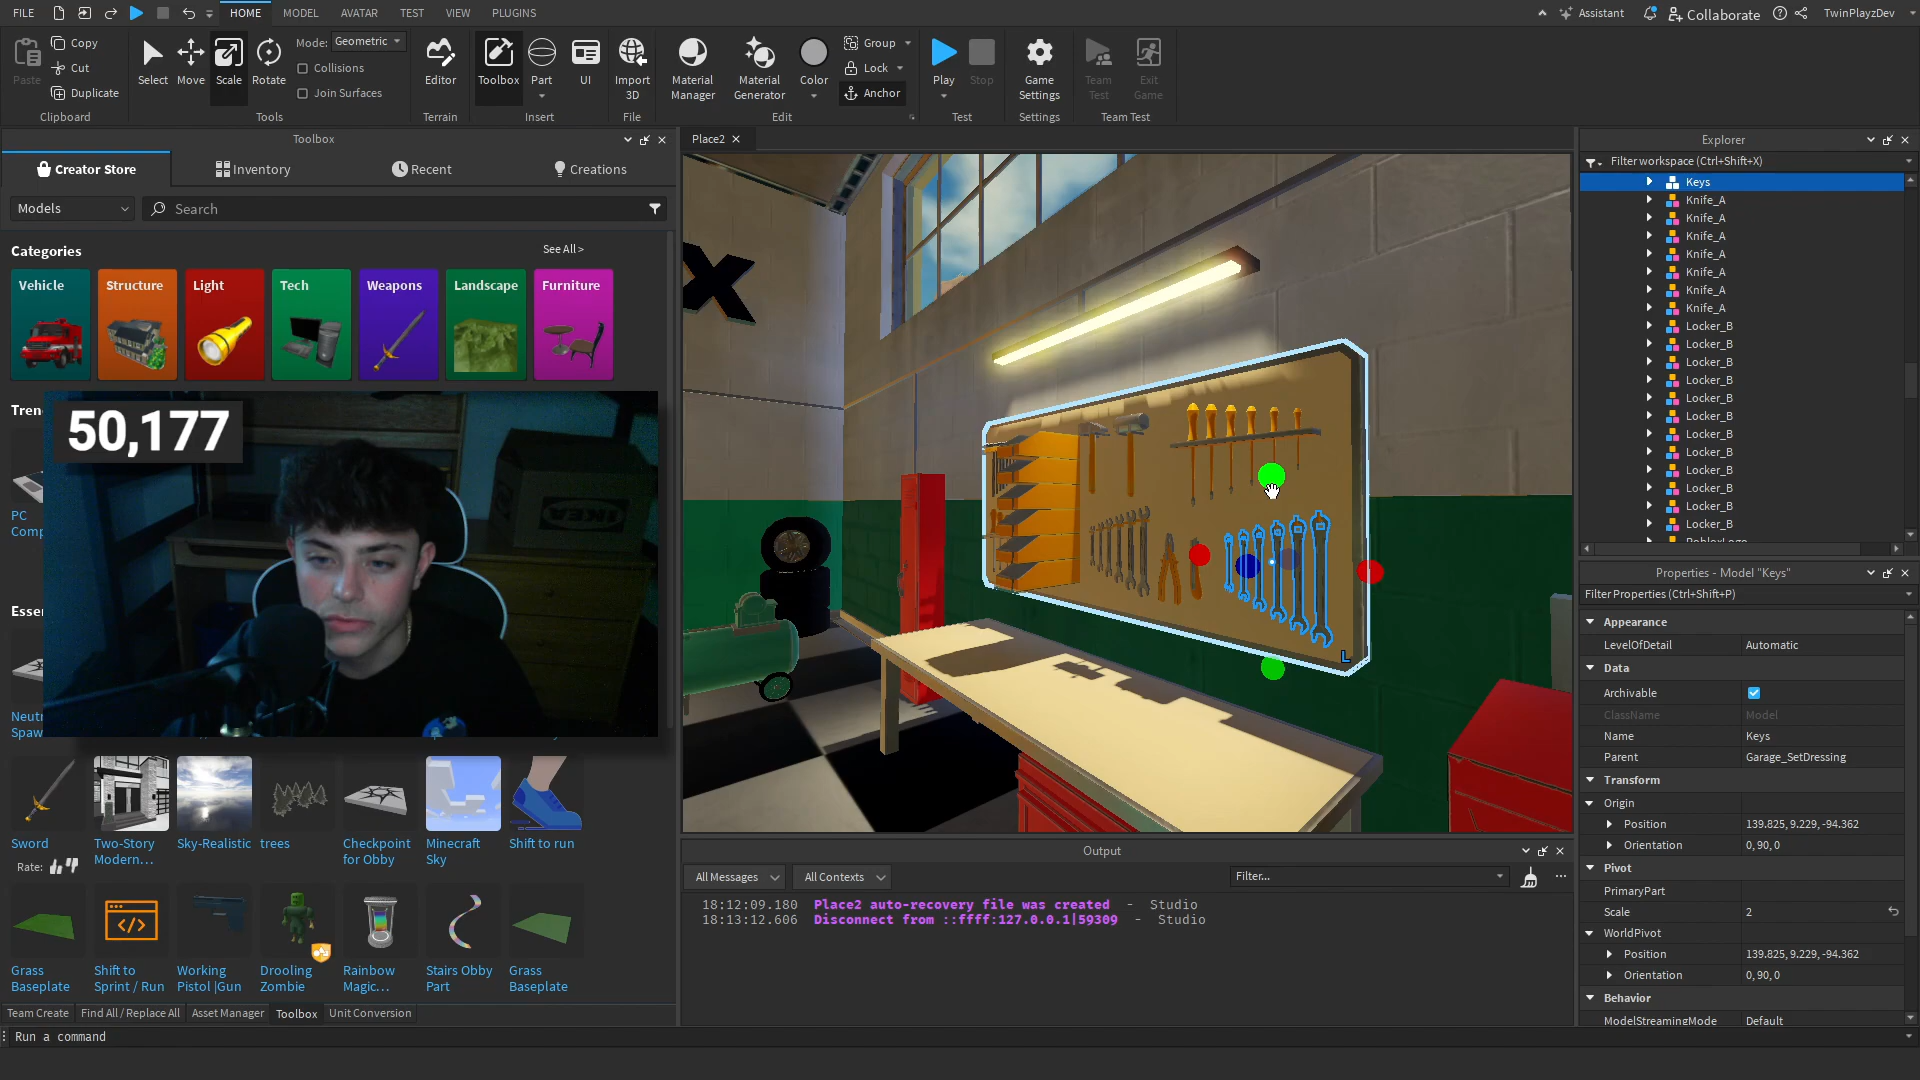 FILE
HOME
MODEL
AVATAR
TEST
VIEW
PLUGINS
Assistant
Collaborate
TwinPlayzDev
Paste
Copy
Cut
Duplicate
Clipboard
Select
Move
Scale
Rotate
Mode:
Geometric
Collisions
Join Surfaces
Tools
Editor
Terrain
Toolbox
Part
UI
Insert
Import
3D
File
Material
Manager
Material
Generator
Color
Group
Lock
Anchor
Edit
Play
Stop
Test
Game
Settings
Settings
Team
Test
Exit
Game
Team Test
Toolbox
Creator Store
Inventory
Recent
Creations
Models
Search
Categories
See All >
Vehicle
Structure
Light
Tech
Weapons
Landscape
Furniture
50,177
IKEA
PC
Sword
Rate:
Two-Story
Modern...
Sky-Realistic
trees
Checkpoint
for Obby
Minecraft
Sky
Shift to run
Grass
Baseplate
Shift to
Sprint / Run
Working
Pistol |Gun
Drooling
Zombie
Rainbow
Magic...
Stairs Obby
Part
Grass
Baseplate
Team Create
Find All / Replace All
Asset Manager
Toolbox
Unit Conversion
Run a command
Place2
X
L
Output
All Messages
All Contexts
Filter...
18:12:09.180 Place2 auto-recovery file was created - Studio
18:13:12.606 Disconnect from ::ffff:127.0.0.1|59309 - Studio
Explorer
Filter workspace (Ctrl+Shift+X)
Keys
Knife_A
Knife_A
Knife_A
Knife_A
Knife_A
Knife_A
Knife_A
Locker_B
Locker_B
Locker_B
Locker_B
Locker_B
Locker_B
Locker_B
Locker_B
Locker_B
Locker_B
Locker_B
Locker_B
RobloxLogo
Properties - Model "Keys"
Filter Properties (Ctrl+Shift+P)
Appearance
LevelOfDetail Automatic
Data
Archivable
ClassName Model
Name Keys
Parent Garage_SetDressing
Transform
Origin
Position 139.825, 9.229, -94.362
Orientation 0, 90, 0
Pivot
PrimaryPart
Scale 2
WorldPivot
Position 139.825, 9.229, -94.362
Orientation 0, 90, 0
Behavior
ModelStreamingMode Default